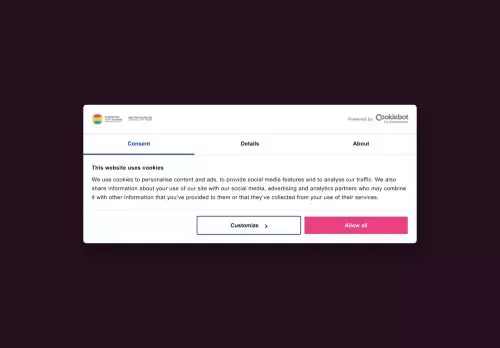 Powered by Cookiebot
Consent
Details
About
This website uses cookies
We use cookies to personalise content and ads, to provide social media features and to analyse our traffic. We also
share information about your use of our site with our social media, advertising and analytics partners who may combine
it with other information that you've provided to them or that they've collected from your use of their services.
Customize
Allow all